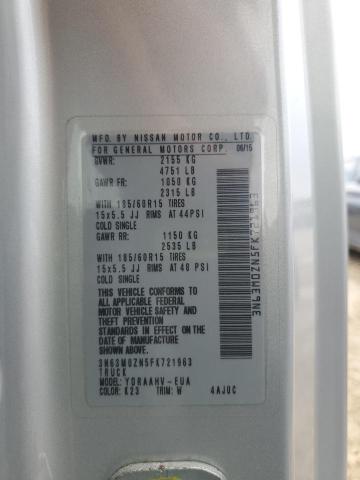 MFD. BY NISSAN MOTOR CO., LTD.
FOR GENERAL MOTORS CORP. 06/15
GVWR: 2155 KG
4751 LB
GAWR FR: 1050 KG
2315 LB
WITH 185/60R15 TIRES
15x5.5 JJ RIMS AT 44PSI
COLD SINGLE
GAWR RR: 1150 KG
2535 LB
WITH 185/60R15 TIRES
15x5.5 JJ RIMS AT 48 PSI
COLD SINGLE
THIS VEHICLE CONFORMS TO
ALL APPLICABLE FEDERAL
MOTOR VEHICLE SAFETY AND
THEFT PREVENTION
STANDARDS IN EFFECT ON
THE DATE OF MANUFACTURE
SHOWN ABOVE.
3N63M0ZN5FK721963
TRUCK
MODEL: YDRAAHV-EUA
COLOR: K23 TRIM: W 4AJUC
3N63M0ZN5FK721963